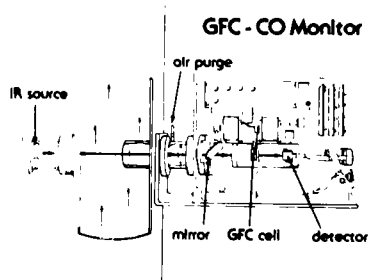 GFC - CO Monitor
air purge
IR source
mirror
GFC cell
detector